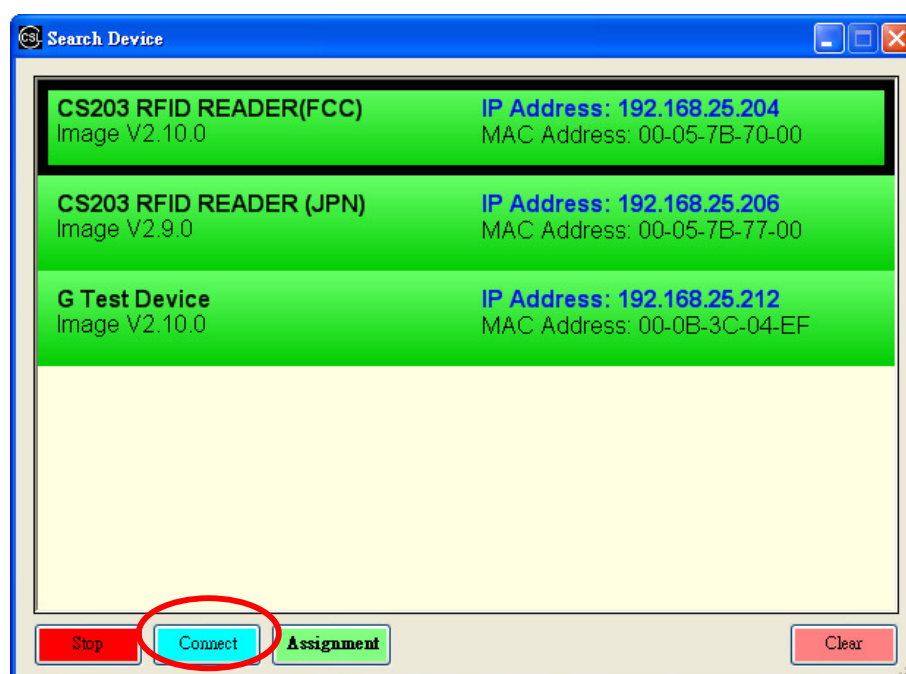 CSL Search Device
CS203 RFID READER(FCC) IP Address: 192.168.25.204
Image V2.10.0 MAC Address: 00-05-7B-70-00
CS203 RFID READER (JPN) IP Address: 192.168.25.206
Image V2.9.0 MAC Address: 00-05-7B-77-00
G Test Device IP Address: 192.168.25.212
Image V2.10.0 MAC Address: 00-0B-3C-04-EF
Stop Connect Assignment Clear